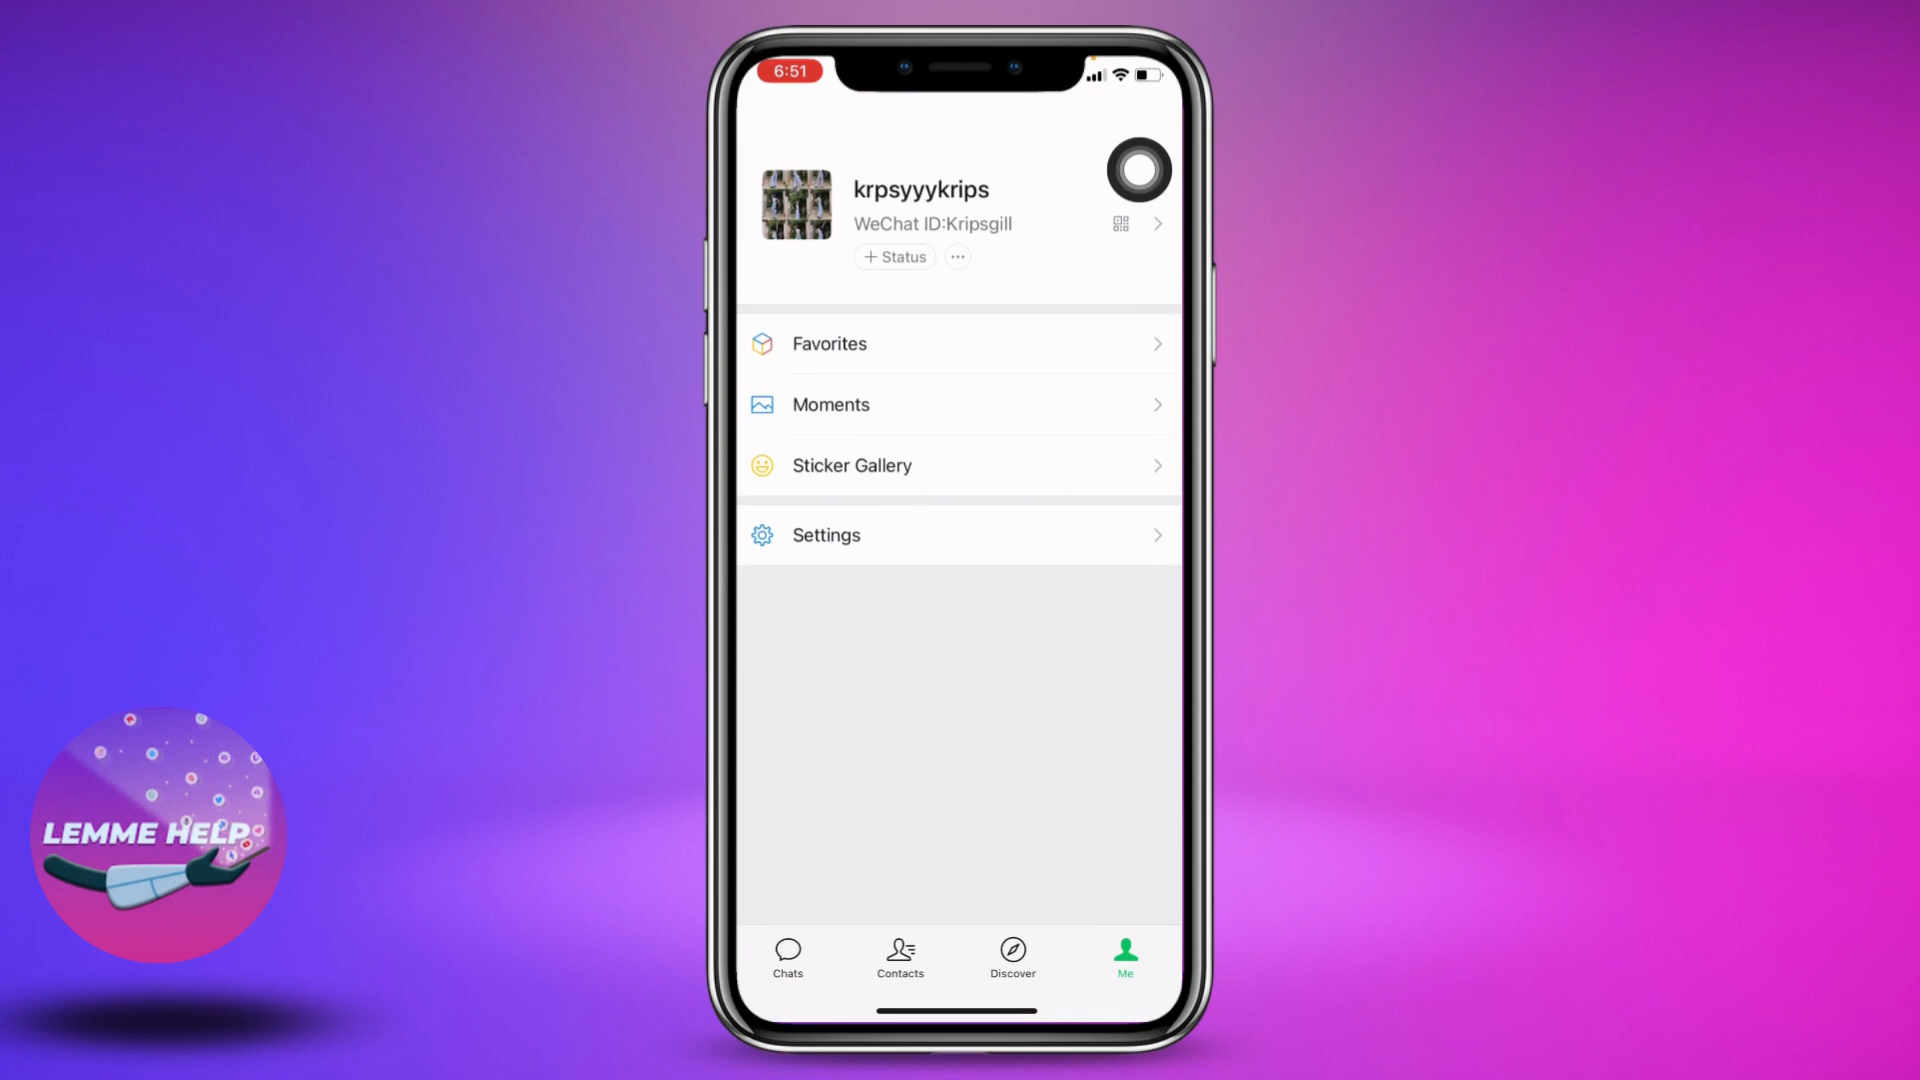 6:51
krpsyyykrips
WeChat ID:Kripsgill
+ Status
Favorites
Moments
Sticker Gallery
Settings
LEMME HELP
Chats
Contacts
Discover
Me